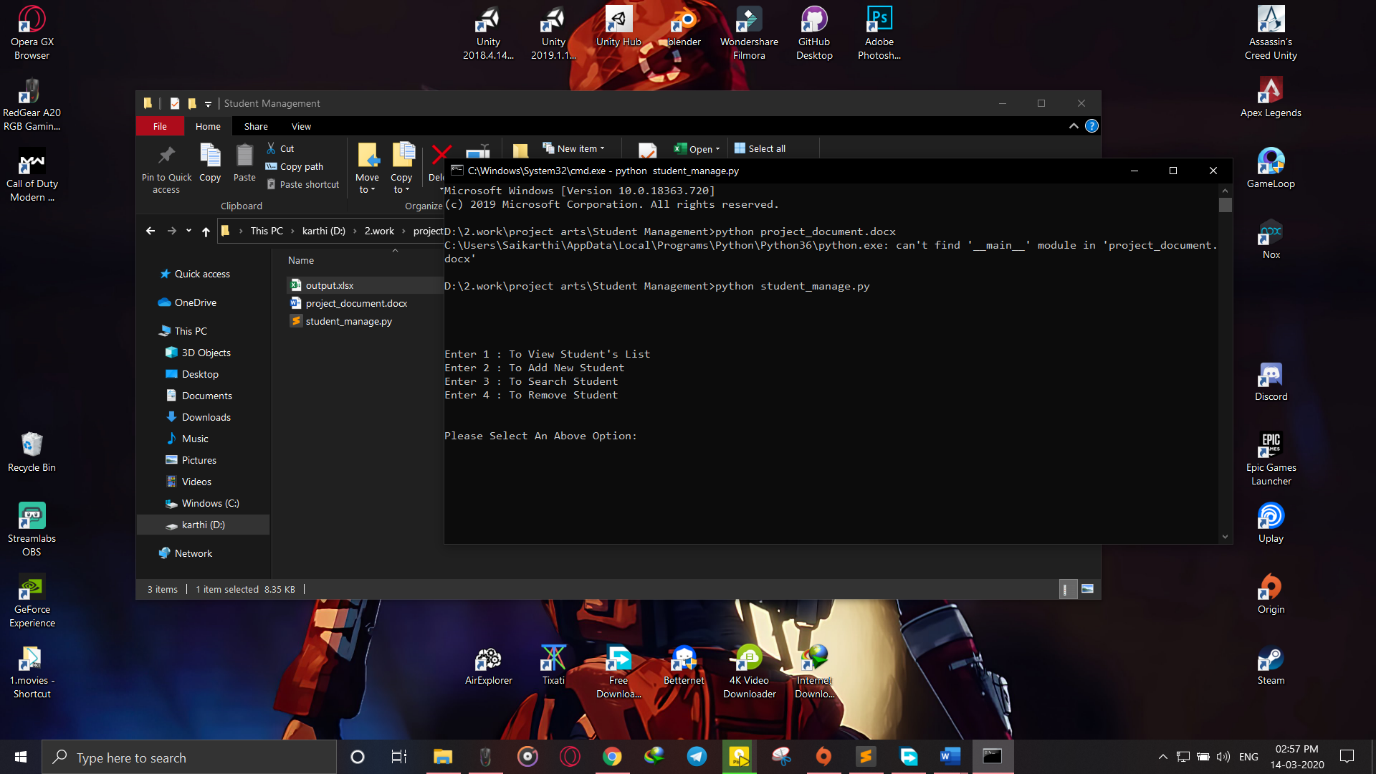 Opera GX
Browser
RedGear A20
RGB Gamin...
Call of Duty
Modern ...
Recycle Bin
Streamlabs
OBS
GeForce
Experience
1.movies -
Shortcut
Unity
2018.4.14...
Unity
2019.1.1...
Unity Hub
blender
Wondershare
Filmora
GitHub
Desktop
Ps
Adobe
Photosh...
Assassin's
Creed Unity
Apex Legends
GameLoop
Nox
Discord
EPIC
GAMES
Epic Games
Launcher
Uplay
Origin
Steam
Student Management
File Home Share View
Pin to Quick
access
Copy
Paste
Cut
Copy path
Paste shortcut
Clipboard
Move
to
Copy
to
Organize
New item
Open
Select all
This PC
karthi (D:)
2.work
Name
output.xlsx
project_document.docx
student_manage.py
Quick access
OneDrive
This PC
3D Objects
Desktop
Documents
Downloads
Music
Pictures
Videos
Windows (C:)
karthi (D:)
Network
3 items
1 item selected 8.35 KB
C:\Windows\System32\cmd.exe - python student_manage.py
Microsoft Windows [Version 10.0.18363.720]
(c) 2019 Microsoft Corporation. All rights reserved.
D:\2.work\project arts\Student Management>python project_document.docx
C:\Users\Saikarthi\AppData\Local\Programs\Python\Python36\python.exe: can't find '__main__' module in 'project_document.
docx'
D:\2.work\project arts\Student Management>python student_manage.py
Enter 1 : To View Student's List
Enter 2 : To Add New Student
Enter 3 : To Search Student
Enter 4 : To Remove Student
Please Select An Above Option:
AirExplorer
Tixati
Free
Downloa...
Betternet
4K Video
Downloader
Internet
Downlo...
Type here to search
ENG
02:57 PM
14-03-2020